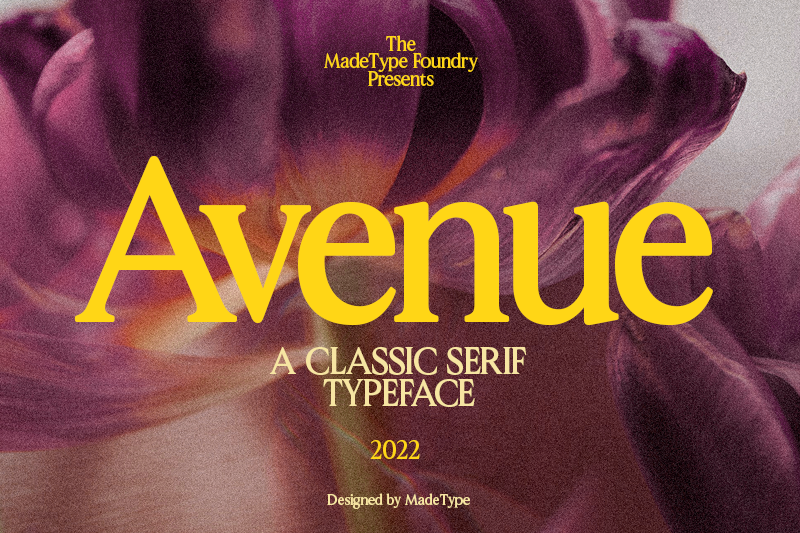 The
MadeType Foundry
Presents
Avenue
A CLASSIC SERIF
TYPEFACE
2022
Designed by MadeType